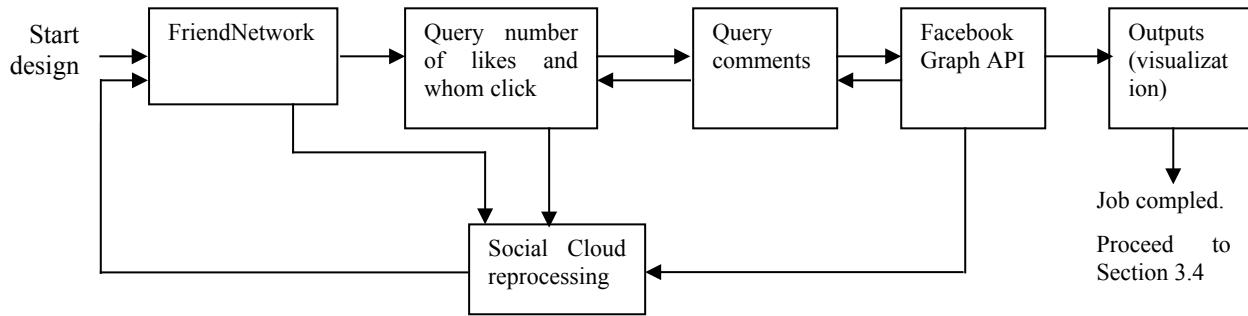 Start
design
FriendNetwork
Query number
of likes and
whom click
Query
comments
Facebook
Graph API
Outputs
(visualizat
ion)
Social Cloud
reprocessing
Job compled.
Proceed to
Section 3.4